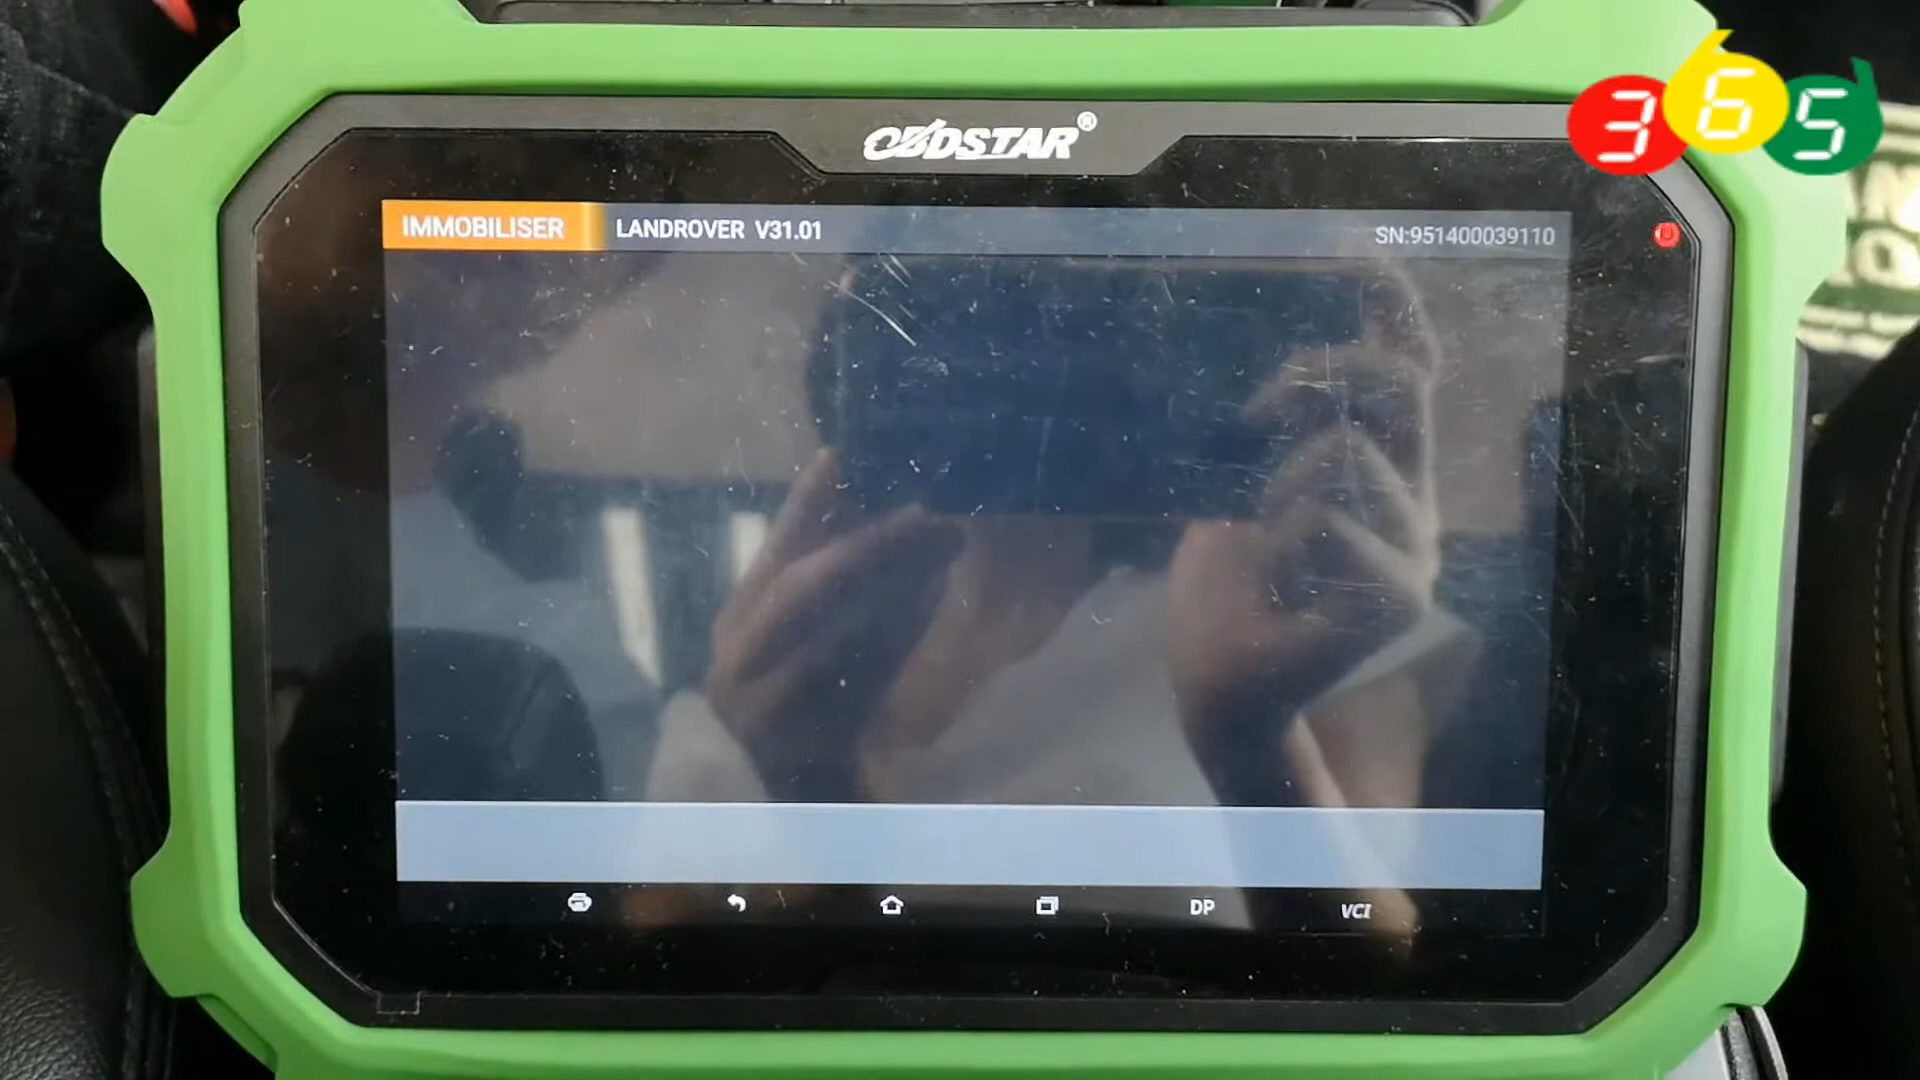 365
OBDSTAR®
IMMOBILISER LANDROVER V31.01 SN:951400039110
DP VCI